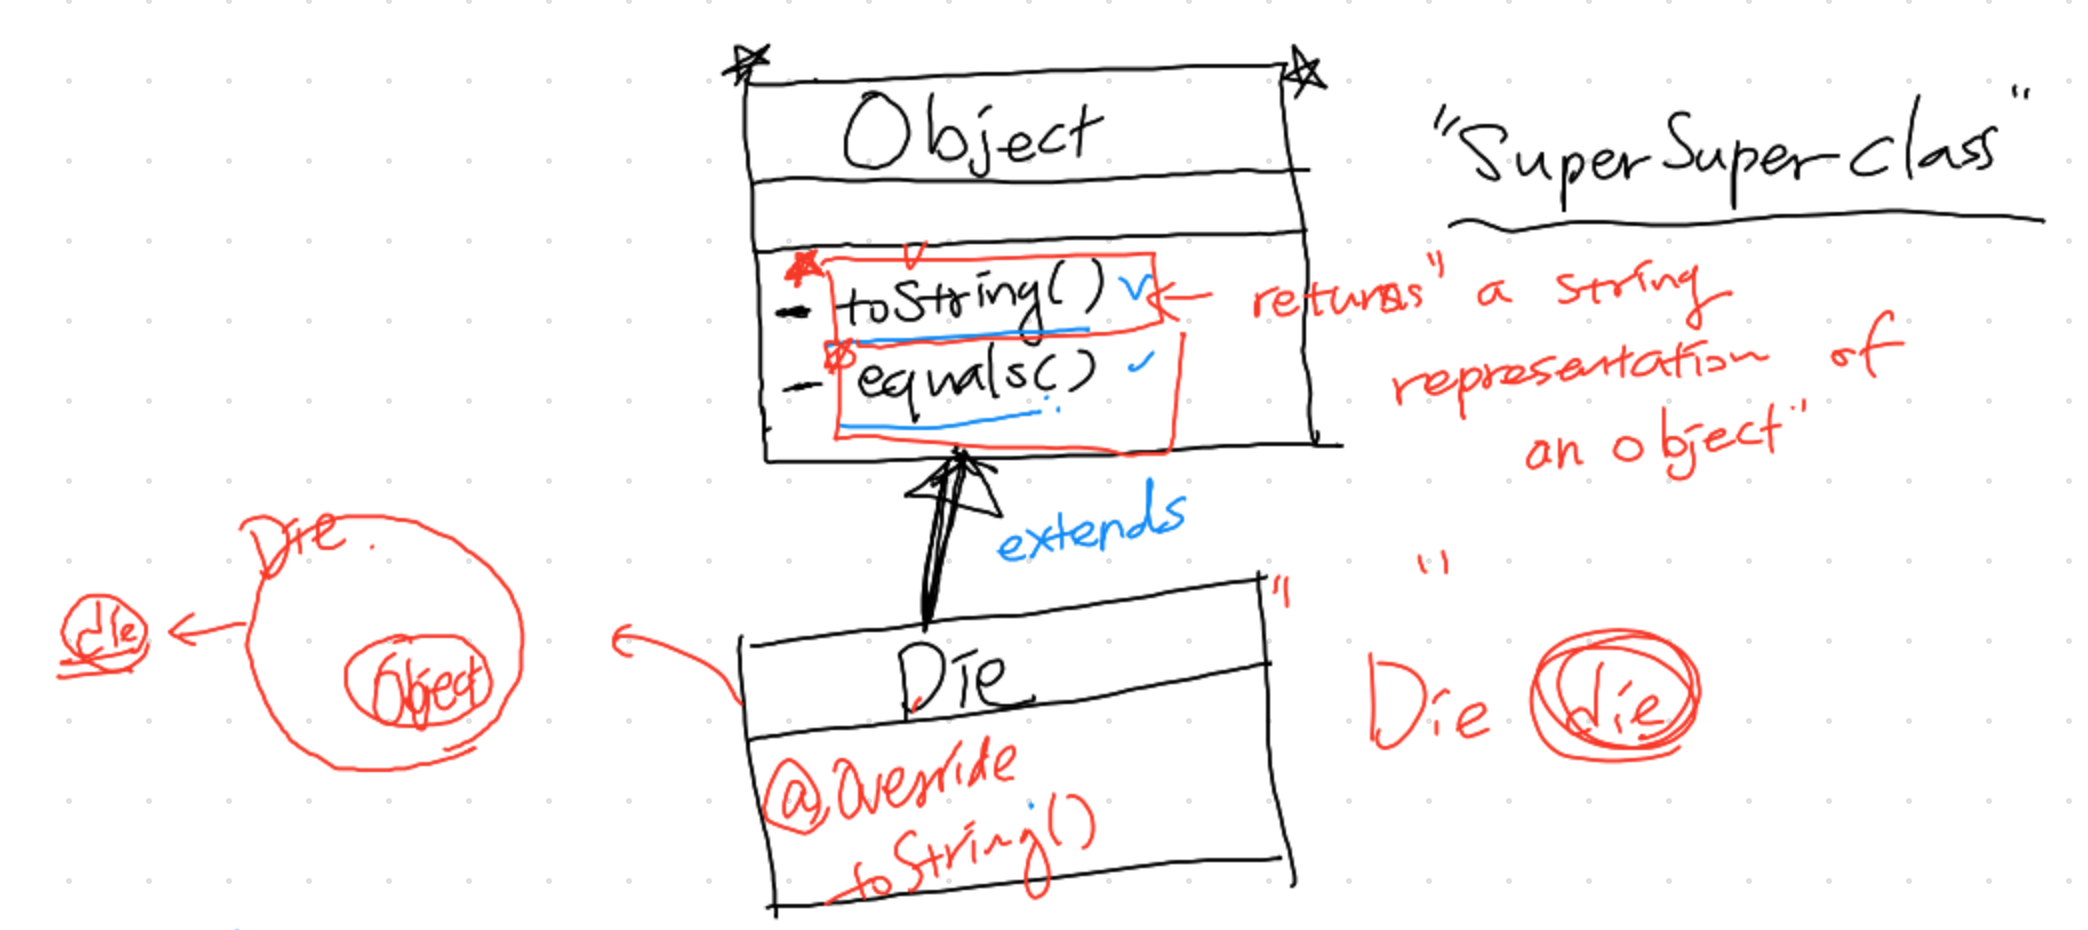 Object
"SuperSuperclass"
- toString()
returns "a string
representation of
an object"
- equals()
extends
Die.
die
Object
Die
Die die
@Override
toString()